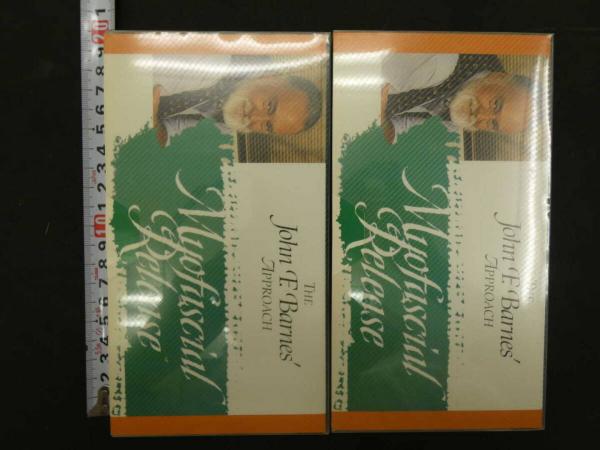 THE
John F. Barnes'
APPROACH
Myofascial
Release
John F. Barnes'
APPROACH
Myofascial
Release